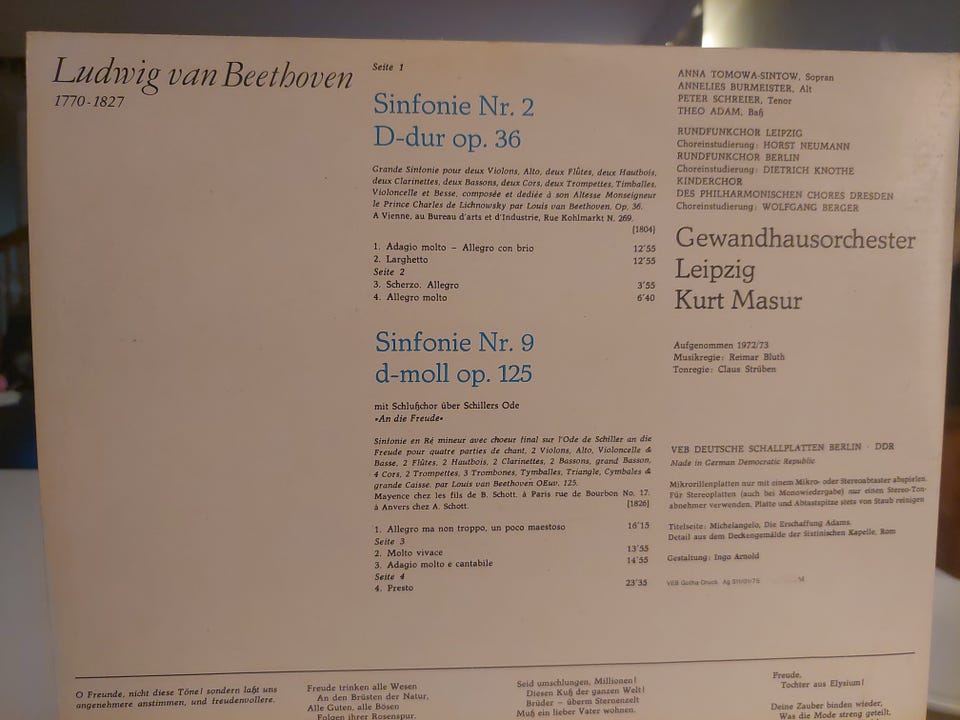 Ludwig van Beethoven
1770-1827
Seite 1
Sinfonie Nr. 2
D-dur op. 36
Grande Sinfonie pour deux Violons, Alto, deux Flûtes, deux Hautbois,
deux Clarinettes, deux Bassons, deux Cors, deux Trompettes, Timballes,
Violoncelle et Besse, composée et dediée à son Altesse Monseigneur
le Prince Charles de Lichnowsky par Louis van Beethoven. Op. 36.
A Vienne, au Bureau d'arts et d'Industrie, Rue Kohlmarkt N. 269.
[1804]
1. Adagio molto – Allegro con brio 12'55
2. Larghetto 12'55
Seite 2
3. Scherzo. Allegro 3'55
4. Allegro molto 6'40
Sinfonie Nr. 9
d-moll op. 125
mit Schlußchor über Schillers Ode
»An die Freude«
Sinfonie en Ré mineur avec choeur final sur l'Ode de Schiller an die
Freude pour quatre parties de chant, 2 Violons, Alto, Violoncelle &
Basse, 2 Flûtes, 2 Hautbois, 2 Clarinettes, 2 Bassons, grand Basson,
4 Cors, 2 Trompettes, 3 Trombones, Tymbales, Triangle, Cymbales &
grande Caisse. par Louis van Beethoven OEuv. 125.
Mayence chez les fils de B. Schott. à Paris rue de Bourbon No. 17.
à Anvers chez A. Schott. [1826]
1. Allegro ma non troppo, un poco maestoso 16'15
Seite 3
2. Molto vivace 13'55
3. Adagio molto e cantabile 14'55
Seite 4
4. Presto 23'35
ANNA TOMOWA-SINTOW, Sopran
ANNELIES BURMEISTER, Alt
PETER SCHREIER, Tenor
THEO ADAM, Baß
RUNDFUNKCHOR LEIPZIG
Choreinstudierung: HORST NEUMANN
RUNDFUNKCHOR BERLIN
Choreinstudierung: DIETRICH KNOTHE
KINDERCHOR
DES PHILHARMONISCHEN CHORES DRESDEN
Choreinstudierung: WOLFGANG BERGER
Gewandhausorchester
Leipzig
Kurt Masur
Aufgenommen 1972/73
Musikregie: Reimar Bluth
Tonregie: Claus Strüben
VEB DEUTSCHE SCHALLPLATTEN BERLIN · DDR
Made in German Democratic Republic
Mikrorillenplatten nur mit einem Mikro- oder Stereoabtaster abspielen.
Für Stereoplatten (auch bei Monowiedergabe) nur einen Stereo-Ton-
abnehmer verwenden. Platte und Abtastspitze stets von Staub reinigen
Titelseite: Michelangelo, Die Erschaffung Adams.
Detail aus dem Deckengemälde der Sixtinischen Kapelle, Rom
Gestaltung: Ingo Arnold
VEB Gotha-Druck Ag 511/01/75
O Freunde, nicht diese Töne! sondern laßt uns
angenehmere anstimmen, und freudenvollere.
Freude trinken alle Wesen
An den Brüsten der Natur,
Alle Guten, alle Bösen
Folgen ihrer Rosenspur.
Seid umschlungen, Millionen!
Diesen Kuß der ganzen Welt!
Brüder – überm Sternenzelt
Muß ein lieber Vater wohnen.
Freude,
Tochter aus Elysium!
Deine Zauber binden wieder,
Was die Mode streng geteilt,